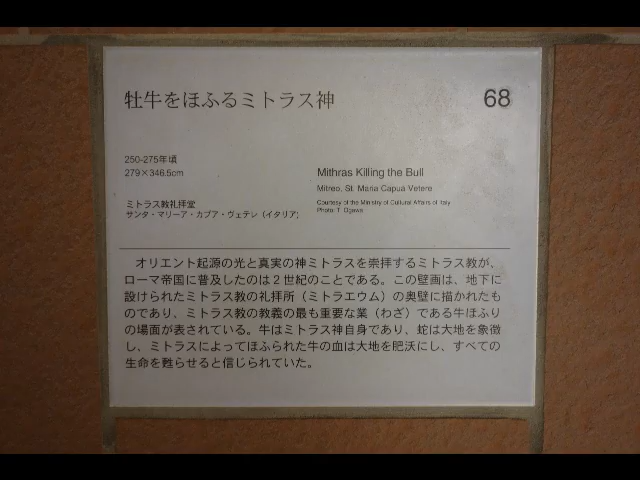 牡牛をほふるミトラス神
68
250-275年頃
279×346.5cm
Mithras Killing the Bull
Mitreo, St. Maria Capua Vetere
ミトラス教礼拝堂
サンタ・マリーア・カプア・ヴェテレ（イタリア）
Courtesy of the Ministry of Cultural Affairs of Italy
Photo: T. Ogawa
オリエント起源の光と真実の神ミトラスを崇拝するミトラス教が、
ローマ帝国に普及したのは2世紀のことである。この壁画は、地下に
設けられたミトラス教の礼拝所（ミトラエウム）の奥壁に描かれたも
のであり、ミトラス教の教義の最も重要な業（わざ）である牛ほふり
の場面が表されている。牛はミトラス神自身であり、蛇は大地を象徴
し、ミトラスによってほふられた牛の血は大地を肥沃にし、すべての
生命を甦らせると信じられていた。